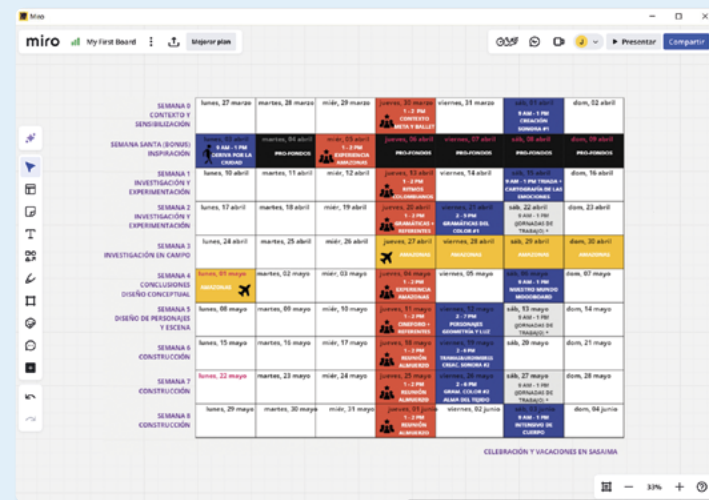 Miro
miro
My First Board
Mejorar plan
Presentar
Compartir
SEMANA 0
CONTEXTO Y
SENSIBILIZACIÓN
lunes, 27 marzo
martes, 28 marzo
miér, 29 marzo
jueves, 30 marzo
1 - 2 PM
CONTEXTO
META Y BALLET
viernes, 31 marzo
sáb, 01 abril
9 AM - 1 PM
CREACIÓN
SONORA #1
dom, 02 abril
SEMANA SANTA (BONUS)
INSPIRACIÓN
lunes, 03 abril
9 AM - 1 PM
DERIVA POR LA
CIUDAD
martes, 04 abril
PRO-FONDOS
miér, 05 abril
1 - 2 PM
EXPERIENCIA
AMAZONAS
jueves, 06 abril
PRO-FONDOS
viernes, 07 abril
PRO-FONDOS
sáb, 08 abril
PRO-FONDOS
dom, 09 abril
PRO-FONDOS
SEMANA 1
INVESTIGACIÓN Y
EXPERIMENTACIÓN
lunes, 10 abril
martes, 11 abril
miér, 12 abril
jueves, 13 abril
1 - 2 PM
RITMOS
COLOMBIANOS
viernes, 14 abril
sáb, 15 abril
9 AM - 1 PM TRIADA +
CARTOGRAFÍA DE LAS
EMOCIONES
dom, 16 abril
SEMANA 2
INVESTIGACIÓN Y
EXPERIMENTACIÓN
lunes, 17 abril
martes, 18 abril
miér, 19 abril
jueves, 20 abril
1 - 2 PM
GRAMÁTICAS +
REFERENTES
viernes, 21 abril
2 - 5 PM
GRAMÁTICAS DEL
COLOR #1
sáb, 22 abril
9 AM - 1 PM
(JORNADAS DE
TRABAJO) *
dom, 23 abril
SEMANA 3
INVESTIGACIÓN EN CAMPO
lunes, 24 abril
martes, 25 abril
miér, 26 abril
jueves, 27 abril
AMAZONAS
viernes, 28 abril
AMAZONAS
sáb, 29 abril
AMAZONAS
dom, 30 abril
AMAZONAS
SEMANA 4
CONCLUSIONES
DISEÑO CONCEPTUAL
lunes, 01 mayo
AMAZONAS
martes, 02 mayo
miér, 03 mayo
jueves, 04 mayo
1 - 2 PM
EXPERIENCIA
AMAZONAS
viernes, 05 mayo
sáb, 06 mayo
9 AM - 1 PM
NUESTRO MUNDO
MOODBOARD
dom, 07 mayo
SEMANA 5
DISEÑO DE PERSONAJES
Y ESCENA
lunes, 08 mayo
martes, 09 mayo
miér, 10 mayo
jueves, 11 mayo
1 - 2 PM
CINEFORO +
REFERENTES
viernes, 12 mayo
2 - 7 PM
PERSONAJES
GEOMETRÍA Y LUZ
sáb, 13 mayo
9 AM - 1 PM
(JORNADAS DE
TRABAJO) *
dom, 14 mayo
SEMANA 6
CONSTRUCCIÓN
lunes, 15 mayo
martes, 16 mayo
miér, 17 mayo
jueves, 18 mayo
1 - 2 PM
REUNIÓN
ALMUERZO
viernes, 19 mayo
CREAC. SONORA #2
sáb, 20 mayo
dom, 21 mayo
SEMANA 7
CONSTRUCCIÓN
lunes, 22 mayo
martes, 23 mayo
miér, 24 mayo
jueves, 25 mayo
1 - 2 PM
REUNIÓN
ALMUERZO
viernes, 26 mayo
GRAM. COLOR #2
ALMA DEL TEJIDO
sáb, 27 mayo
9 AM - 1 PM
(JORNADAS DE
TRABAJO) *
dom, 28 mayo
SEMANA 8
CONSTRUCCIÓN
lunes, 29 mayo
martes, 30 mayo
miér, 31 mayo
jueves, 01 junio
1 - 2 PM
REUNIÓN
ALMUERZO
viernes, 02 junio
sáb, 03 junio
9 AM - 1 PM
INTENSIVO DE
CUERPO
dom, 04 junio
CELEBRACIÓN Y VACACIONES EN SASAIMA
33%